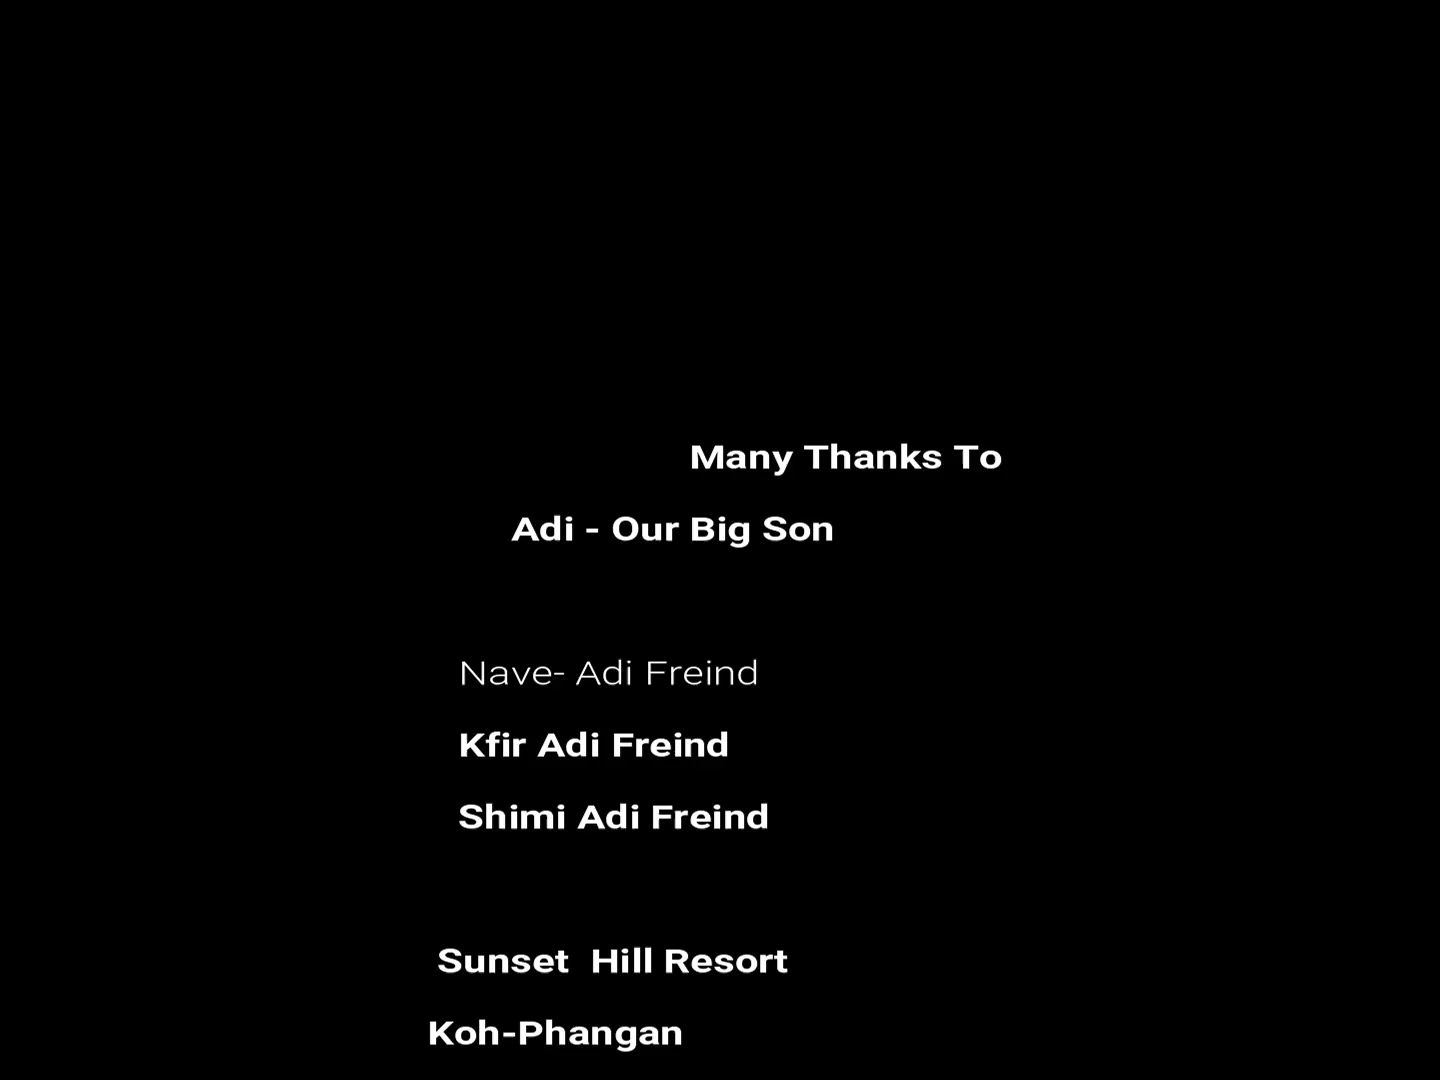 Many Thanks To
Adi - Our Big Son
Nave- Adi Freind
Kfir Adi Freind
Shimi Adi Freind
Sunset  Hill Resort
Koh-Phangan